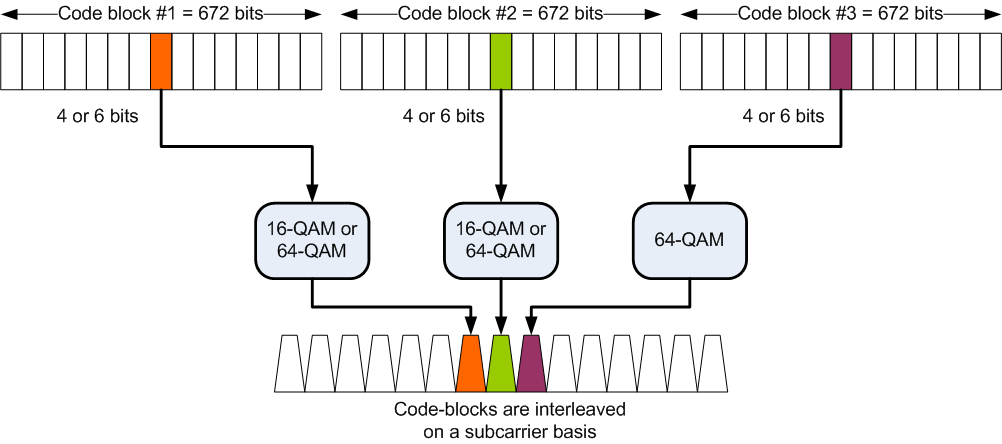 Code block #1 = 672 bits
Code block #2 = 672 bits
Code block #3 = 672 bits
4 or 6 bits
4 or 6 bits
4 or 6 bits
16-QAM or
64-QAM
16-QAM or
64-QAM
64-QAM
Code-blocks are interleaved
on a subcarrier basis